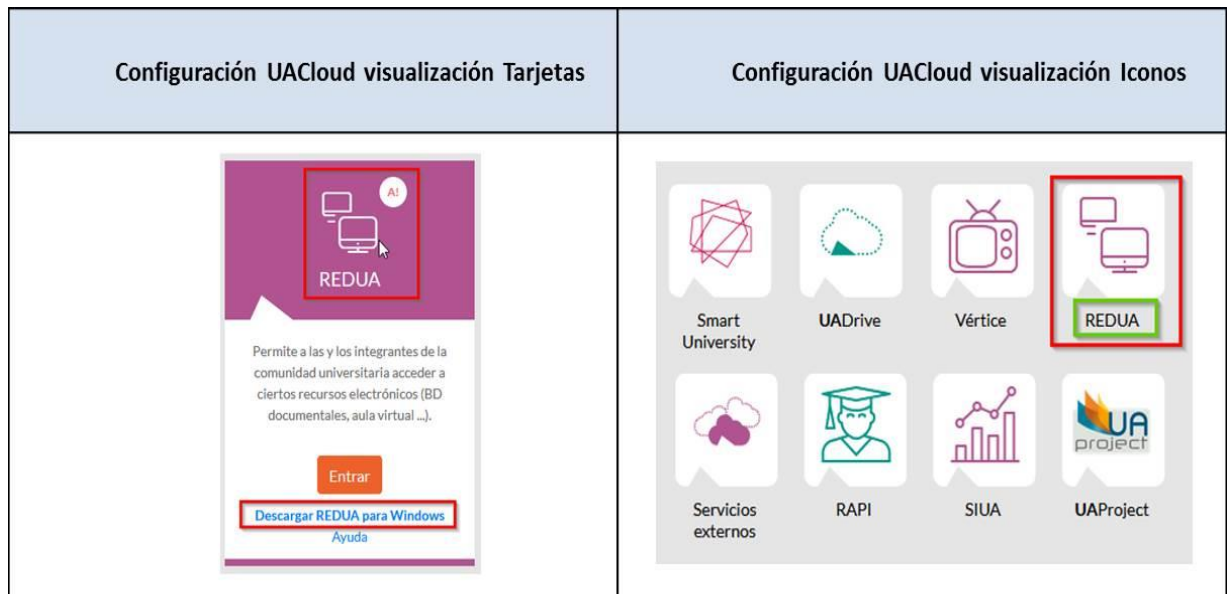 Configuración UACloud visualización Tarjetas
Configuración UACloud visualización Iconos
A!
REDUA
Permite a las y los integrantes de la
comunidad universitaria acceder a
ciertos recursos electrónicos (BD
documentales, aula virtual ...).
Entrar
Descargar REDUA para Windows
Ayuda
Smart
University
UADrive
Vértice
REDUA
UA
project
Servicios
externos
RAPI
SIUA
UAProject